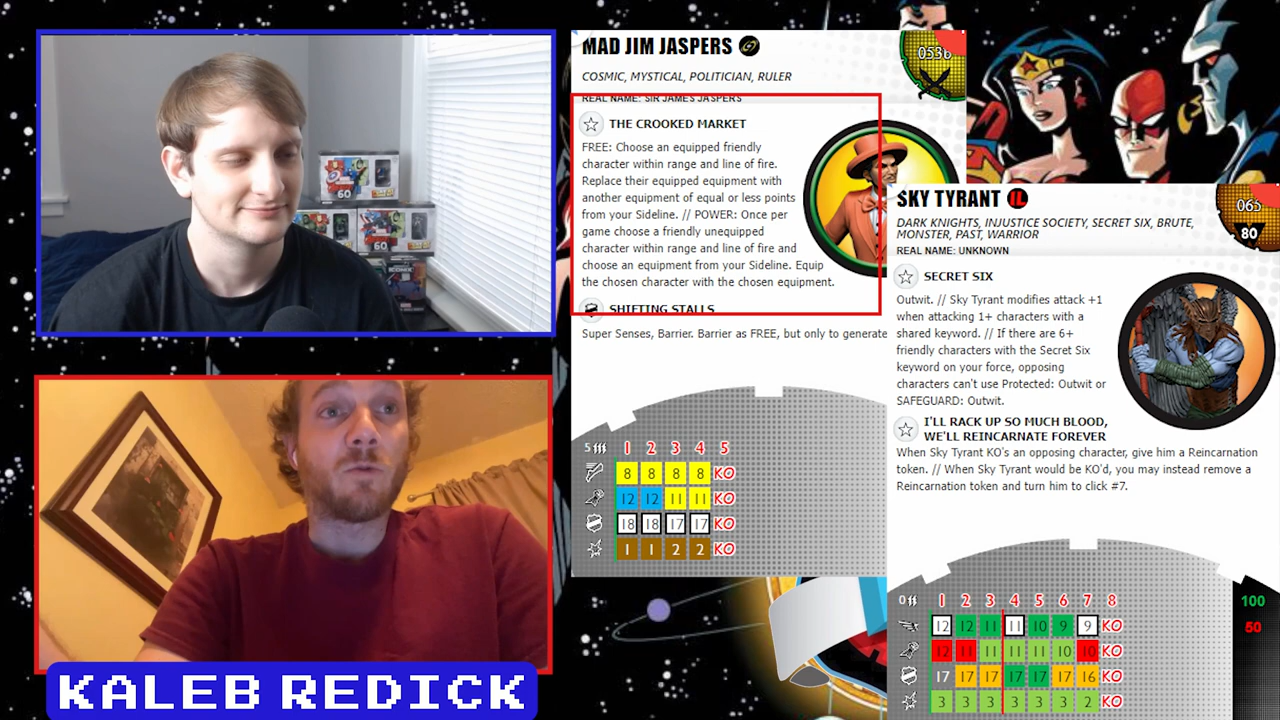 MAD JIM JASPERS
053b
COSMIC, MYSTICAL, POLITICIAN, RULER
REAL NAME: SIR JAMES JASPERS
THE CROOKED MARKET
FREE: Choose an equipped friendly
character within range and line of fire.
Replace their equipped equipment with
another equipment of equal or less points
from your Sideline. // POWER: Once per
game choose a friendly unequipped
character within range and line of fire and
choose an equipment from your Sideline. Equip
the chosen character with the chosen equipment.
SHIFTING STALLS
Super Senses, Barrier. Barrier as FREE, but only to generate
5 1 2 3 4 5
8 8 8 8 KO
12 12 11 11 KO
18 18 17 17 KO
1 1 2 2 KO
SKY TYRANT
065
80
DARK KNIGHTS, INJUSTICE SOCIETY, SECRET SIX, BRUTE,
MONSTER, PAST, WARRIOR
REAL NAME: UNKNOWN
SECRET SIX
Outwit. // Sky Tyrant modifies attack +1
when attacking 1+ characters with a
shared keyword. // If there are 6+
friendly characters with the Secret Six
keyword on your force, opposing
characters can't use Protected: Outwit or
SAFEGUARD: Outwit.
I'LL RACK UP SO MUCH BLOOD,
WE'LL REINCARNATE FOREVER
When Sky Tyrant KO's an opposing character, give him a Reincarnation
token. // When Sky Tyrant would be KO'd, you may instead remove a
Reincarnation token and turn him to click #7.
0 1 2 3 4 5 6 7 8
12 12 11 11 10 9 9 KO
12 11 11 11 11 10 10 KO
17 17 17 17 17 17 16 KO
3 3 3 3 3 3 2 KO
100
50
60
60
KALEB REDICK